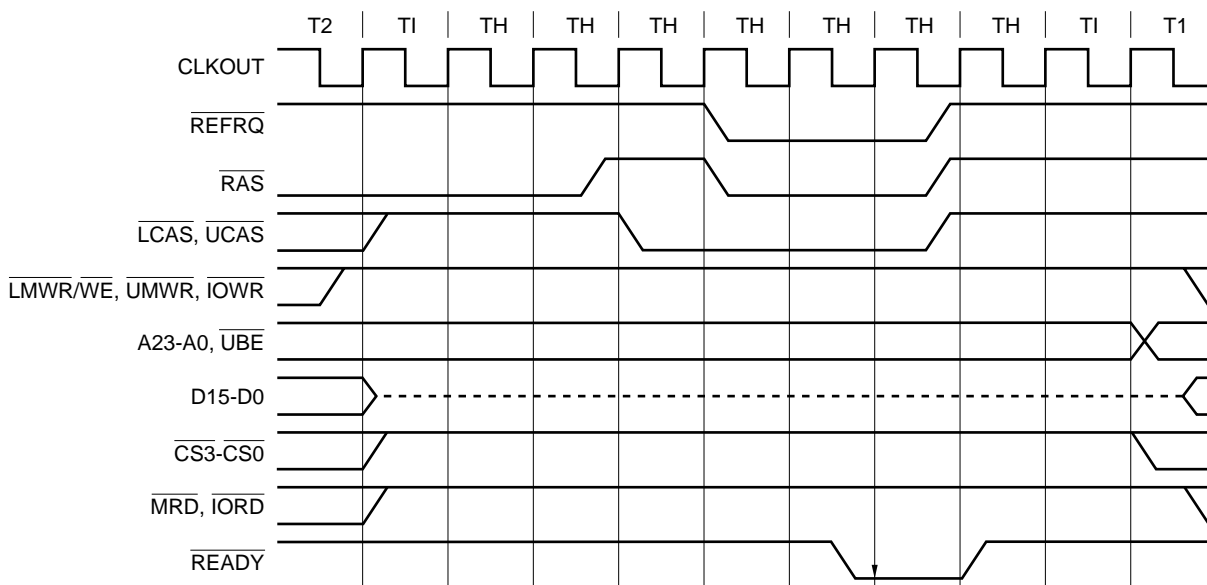 T2 TI TH TH TH TH TH TH TH TI T1
CLKOUT
REFRQ
RAS
LCAS, UCAS
LMWR/WE, UMWR, IOWR
A23-A0, UBE
D15-D0
CS3-CS0
MRD, IORD
READY